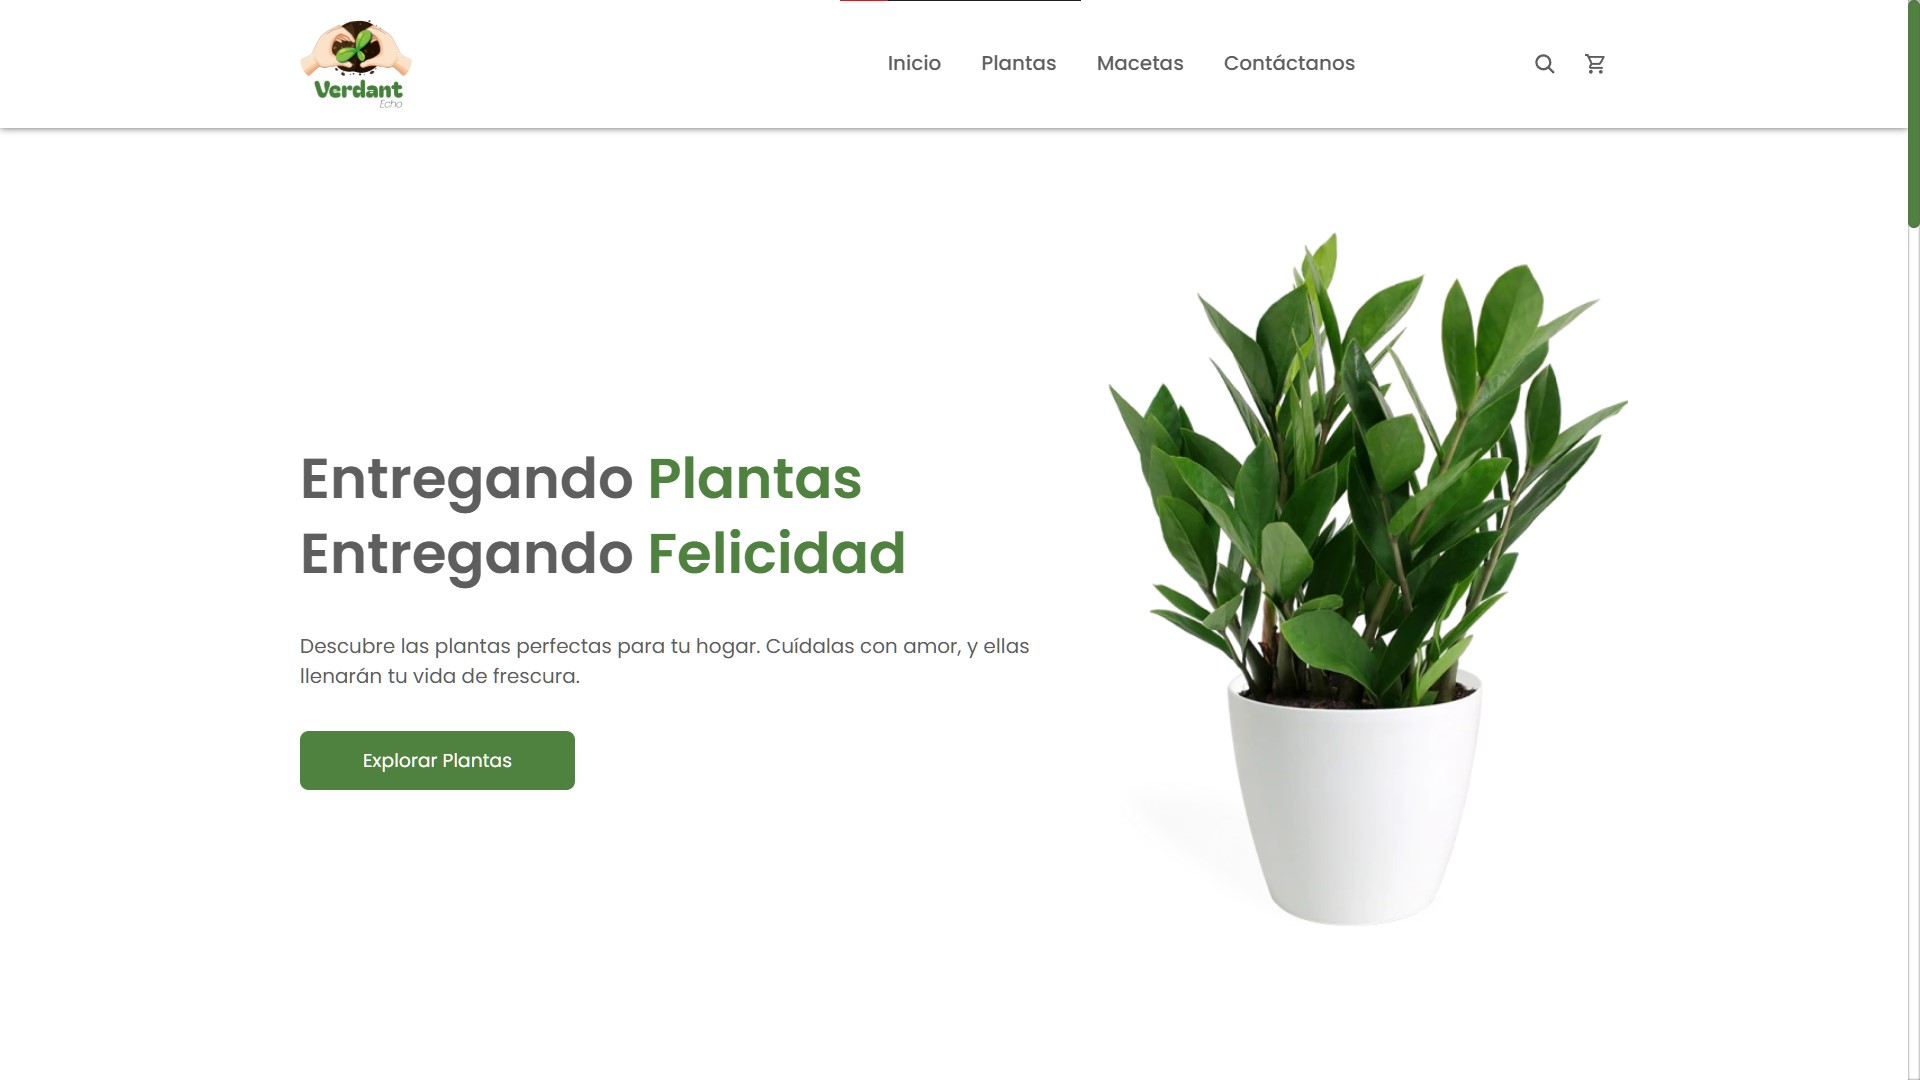 Verdant
Echo
Inicio Plantas Macetas Contáctanos
Entregando Plantas
Entregando Felicidad
Descubre las plantas perfectas para tu hogar. Cuídalas con amor, y ellas
llenarán tu vida de frescura.
Explorar Plantas